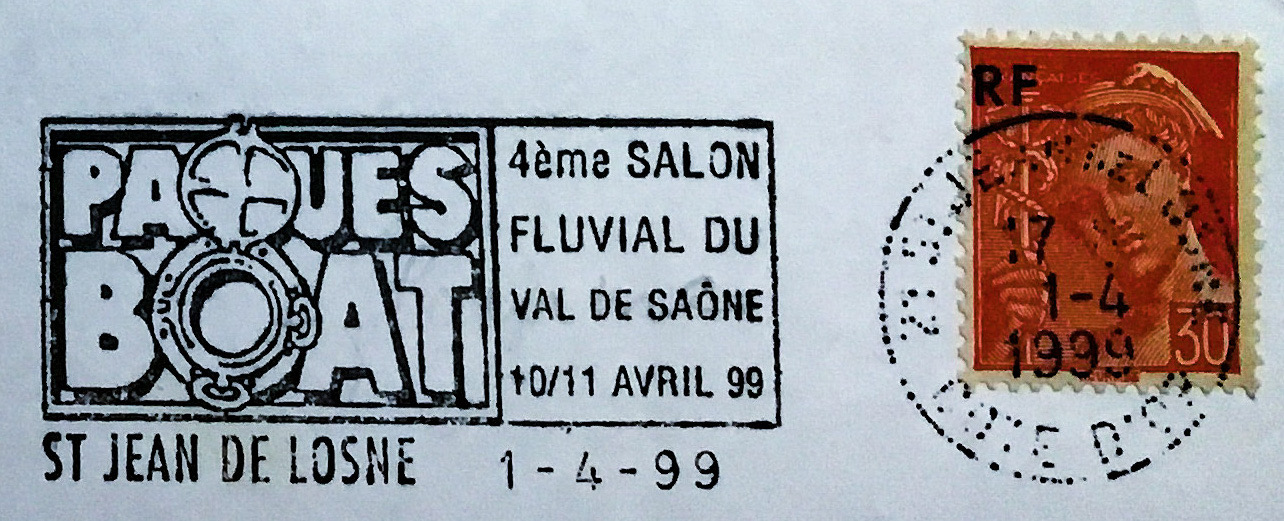 PAQUES
BOAT
4ème SALON
FLUVIAL DU
VAL DE SAÔNE
10/11 AVRIL 99
ST JEAN DE LOSNE 1-4-99
RF
17
1-4
1999
30